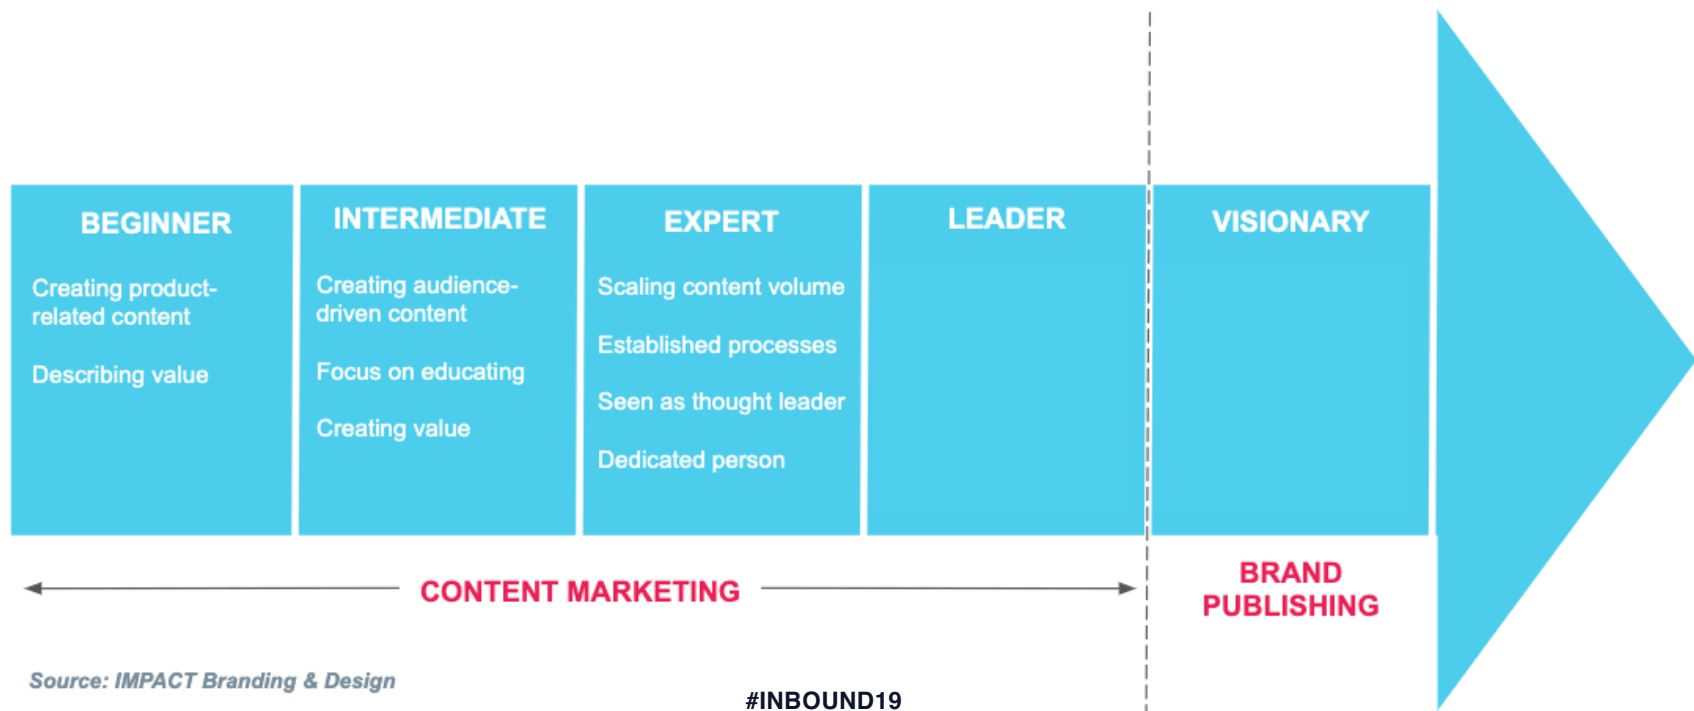 BEGINNER
Creating product-
related content
Describing value
INTERMEDIATE
Creating audience-
driven content
Focus on educating
Creating value
EXPERT
Scaling content volume
Established processes
Seen as thought leader
Dedicated person
LEADER
VISIONARY
CONTENT MARKETING
BRAND
PUBLISHING
Source: IMPACT Branding & Design
#INBOUND19